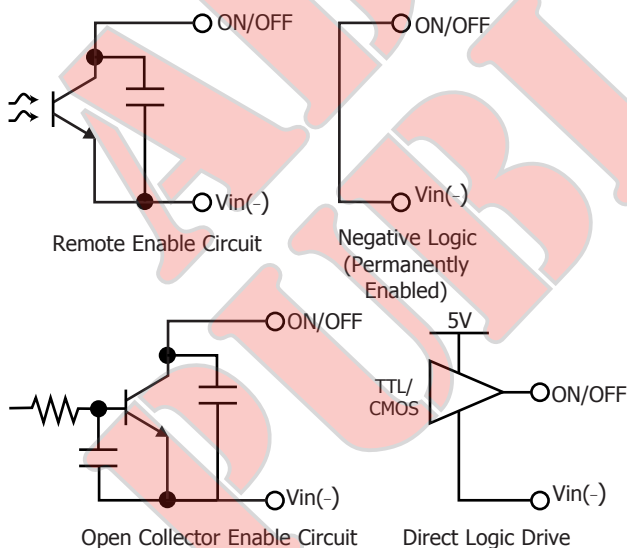 ON/OFF
Vin(-)
Remote Enable Circuit
ON/OFF
Vin(-)
Negative Logic
(Permanently
Enabled)
ON/OFF
Vin(-)
Open Collector Enable Circuit
5V
TTL/
CMOS
ON/OFF
Vin(-)
Direct Logic Drive